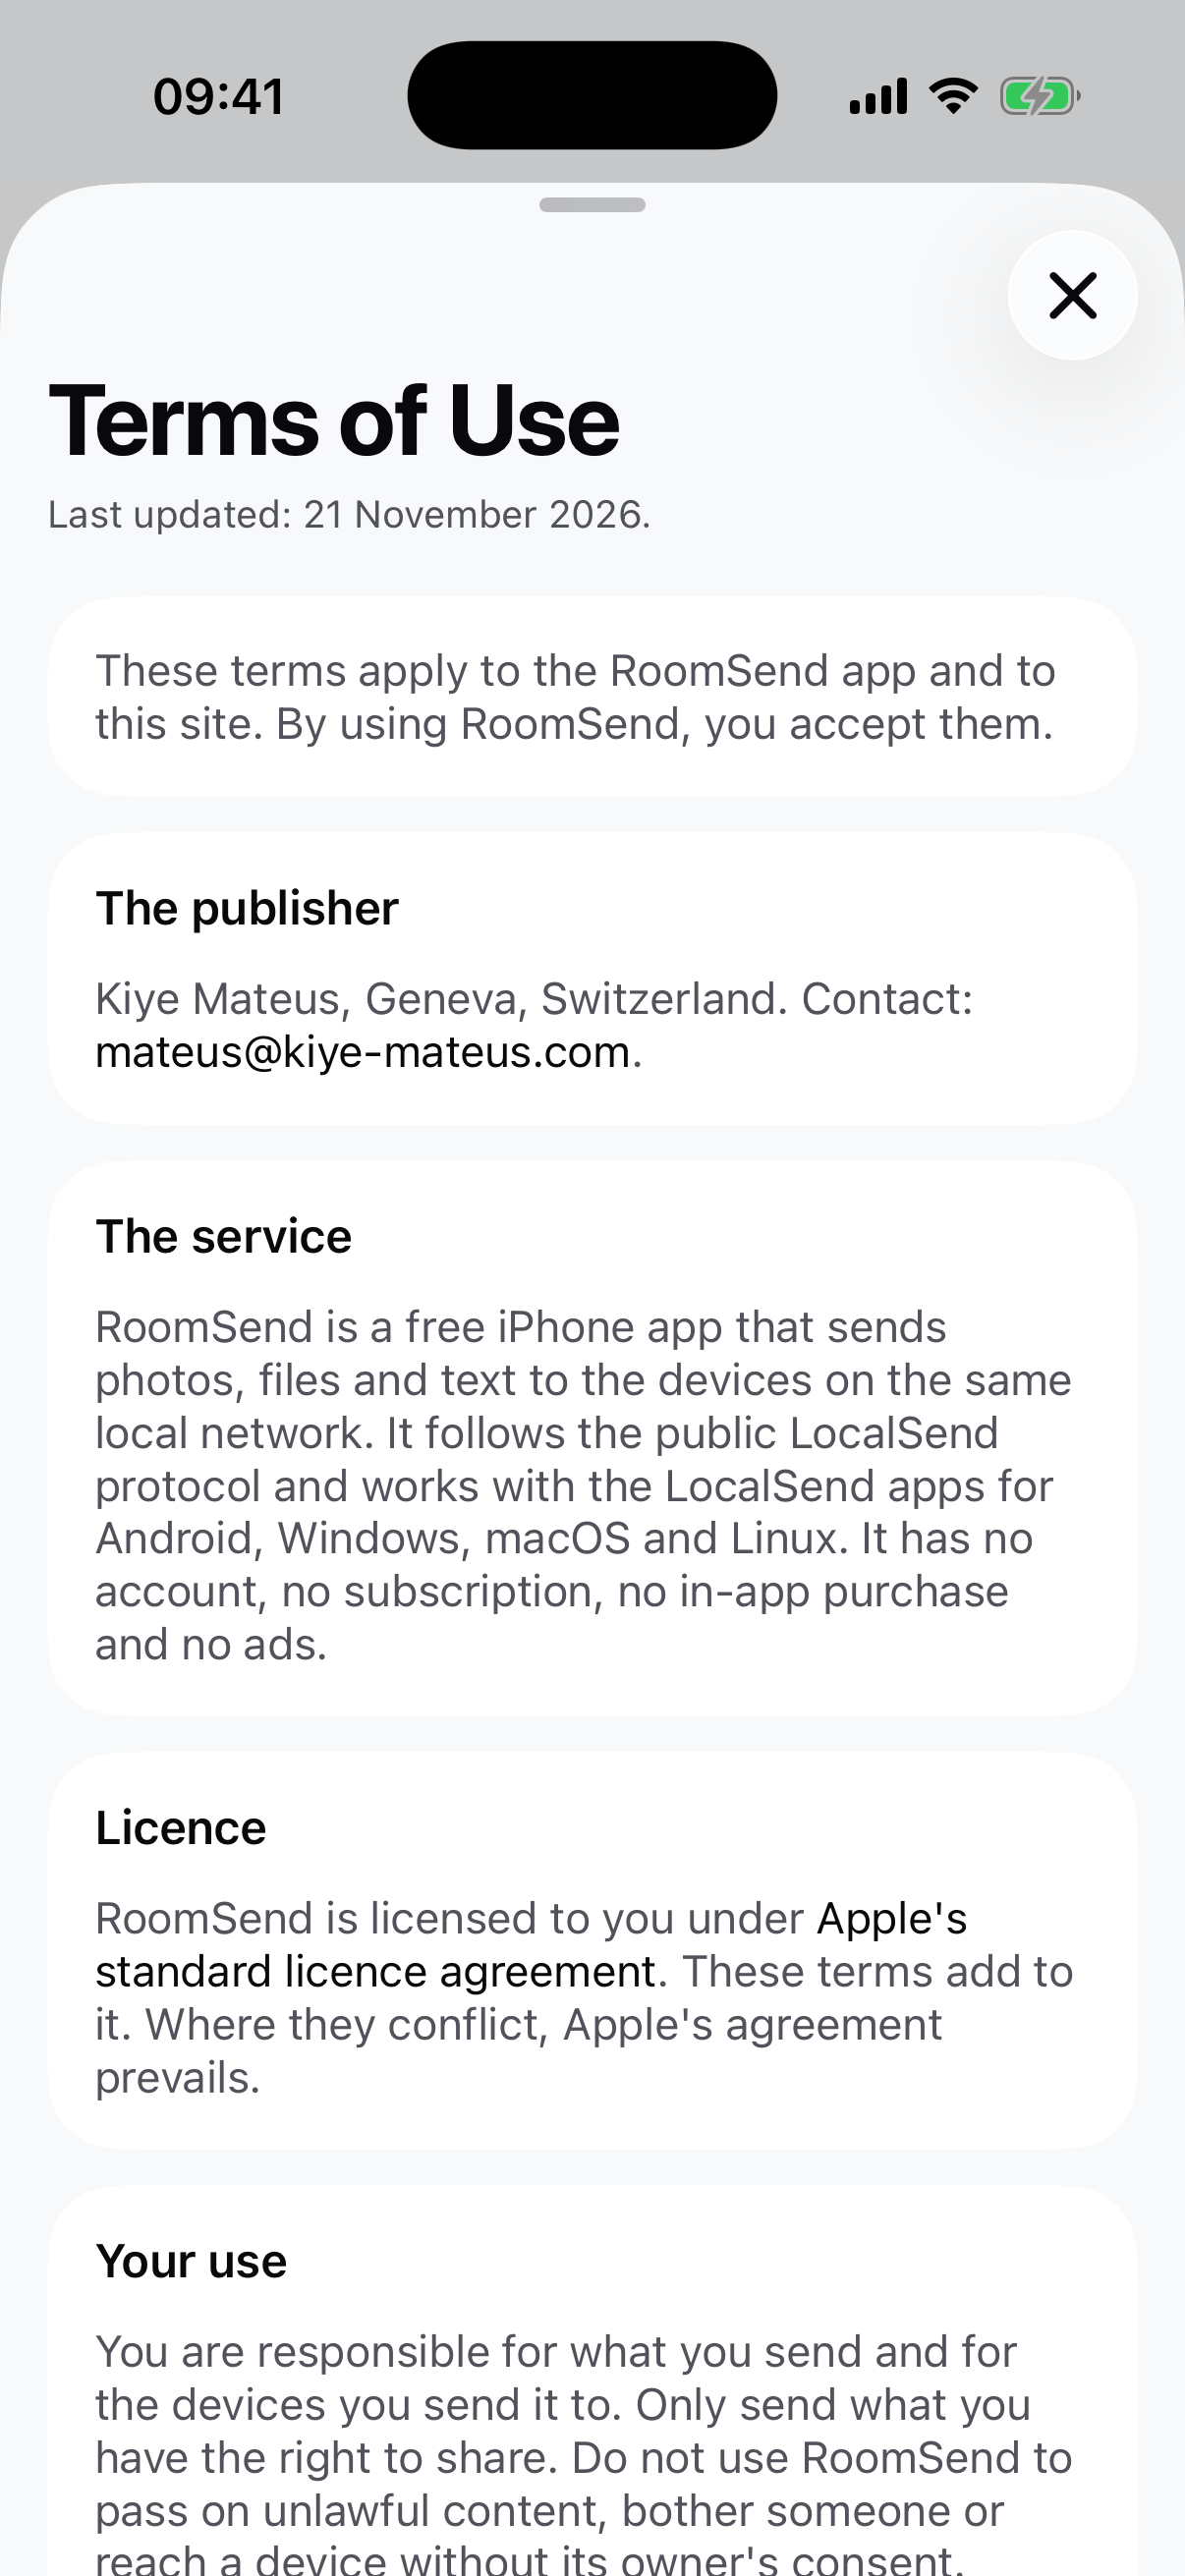 09:41
Terms of Use
Last updated: 21 November 2026.
These terms apply to the RoomSend app and to
this site. By using RoomSend, you accept them.
The publisher
Kiye Mateus, Geneva, Switzerland. Contact:
mateus@kiye-mateus.com.
The service
RoomSend is a free iPhone app that sends
photos, files and text to the devices on the same
local network. It follows the public LocalSend
protocol and works with the LocalSend apps for
Android, Windows, macOS and Linux. It has no
account, no subscription, no in-app purchase
and no ads.
Licence
RoomSend is licensed to you under Apple's
standard licence agreement. These terms add to
it. Where they conflict, Apple's agreement
prevails.
Your use
You are responsible for what you send and for
the devices you send it to. Only send what you
have the right to share. Do not use RoomSend to
pass on unlawful content, bother someone or
reach a device without its owner's consent.